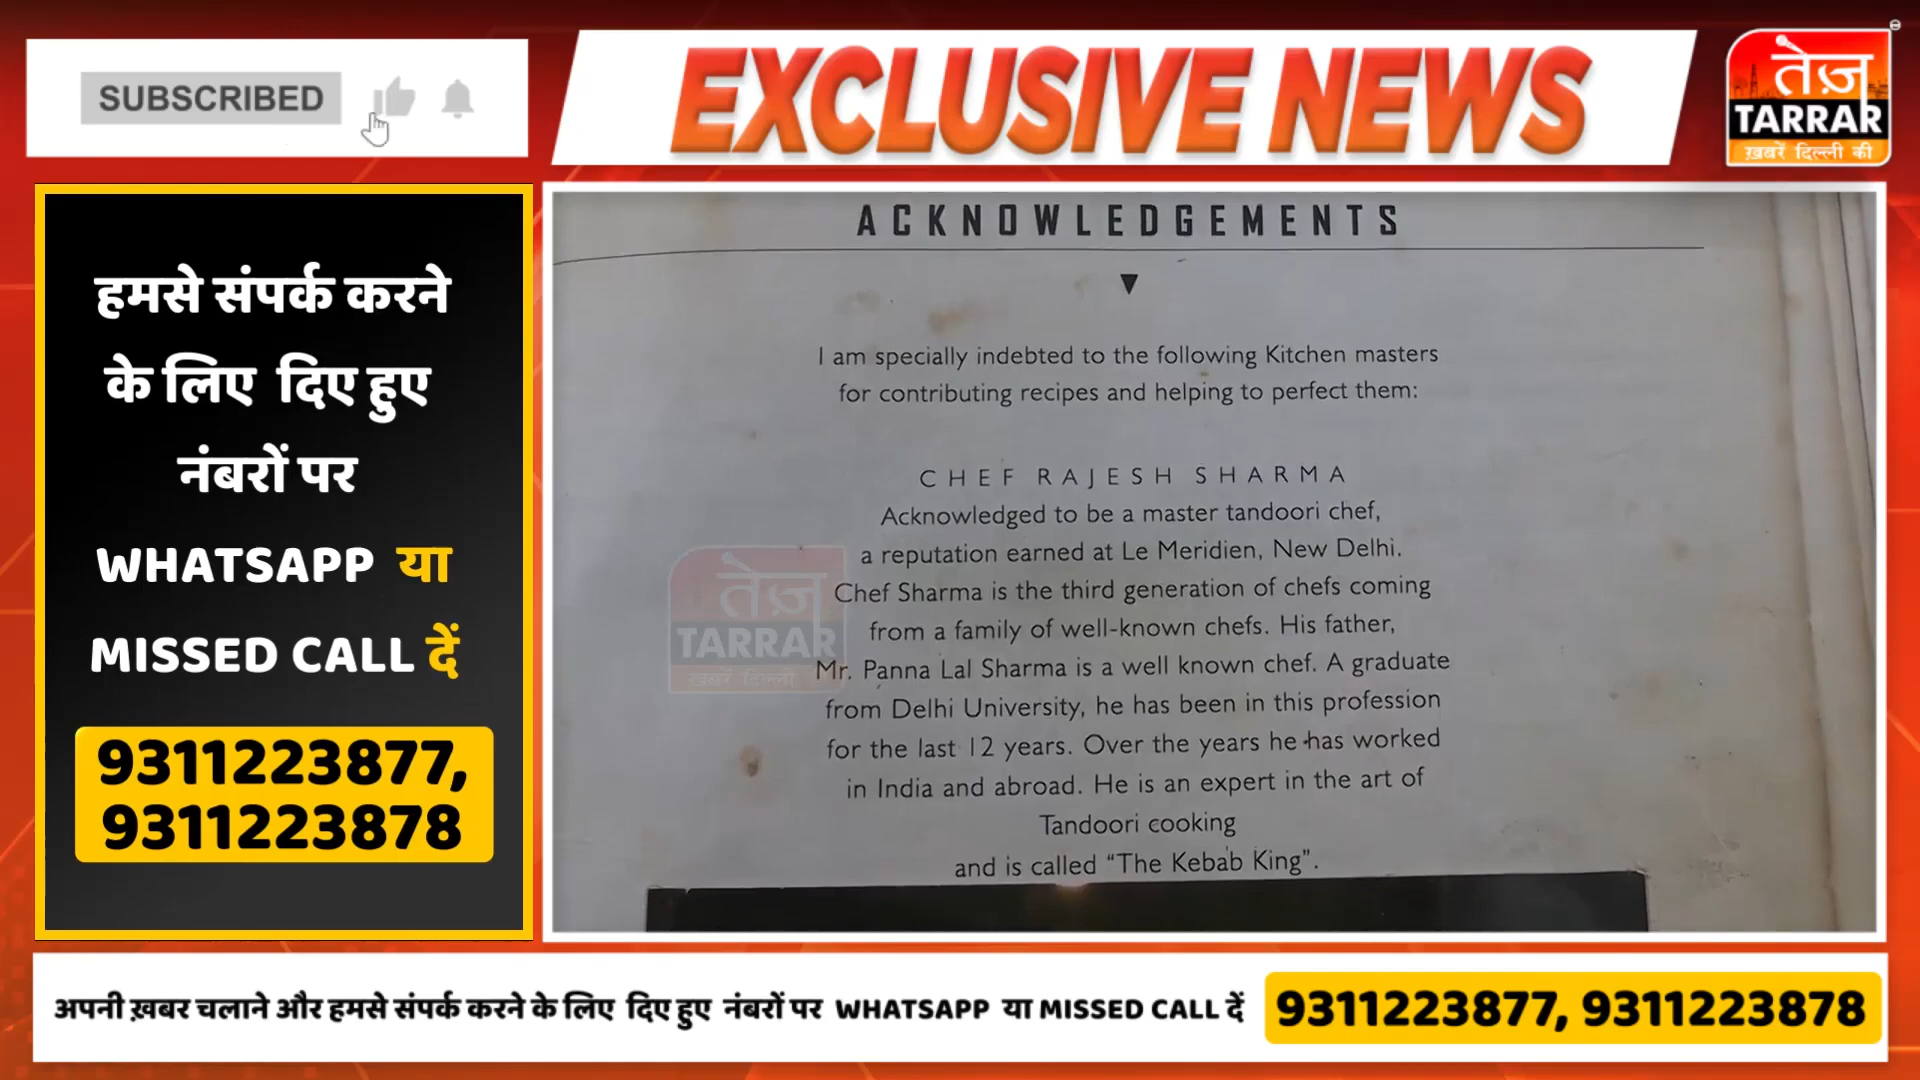 SUBSCRIBED
EXCLUSIVE NEWS
तेज़
TARRAR
ख़बरें दिल्ली की
हमसे संपर्क करने
के लिए दिए हुए
नंबरों पर
WHATSAPP या
MISSED CALL दें
9311223877,
9311223878
ACKNOWLEDGEMENTS
I am specially indebted to the following Kitchen masters
for contributing recipes and helping to perfect them:
CHEF RAJESH SHARMA
Acknowledged to be a master tandoori chef,
a reputation earned at Le Meridien, New Delhi.
Chef Sharma is the third generation of chefs coming
from a family of well-known chefs. His father,
Mr. Panna Lal Sharma is a well known chef. A graduate
from Delhi University, he has been in this profession
for the last 12 years. Over the years he has worked
in India and abroad. He is an expert in the art of
Tandoori cooking
and is called “The Kebab King”.
तेज़
TARRAR
ख़बरें दिल्ली
अपनी ख़बर चलाने और हमसे संपर्क करने के लिए दिए हुए नंबरों पर WHATSAPP या MISSED CALL दें
9311223877, 9311223878